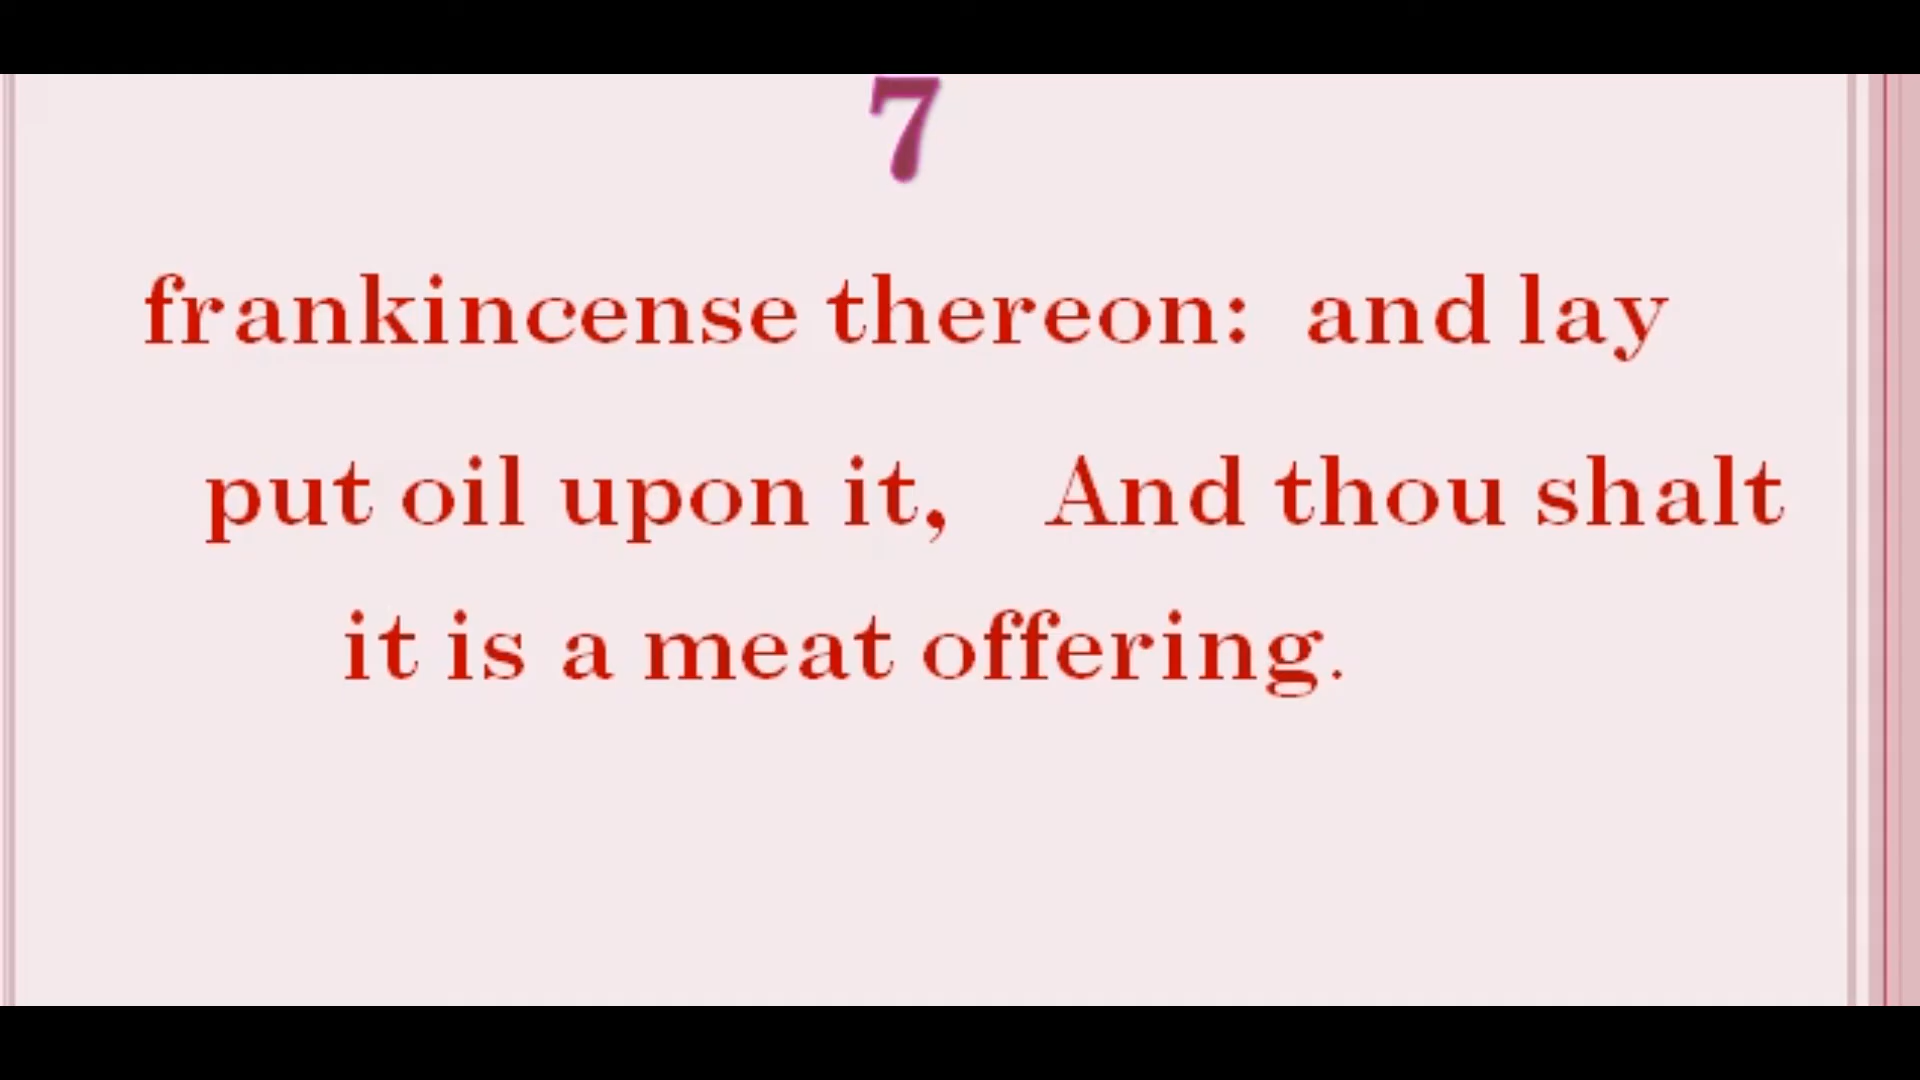 7
frankincense thereon: and lay
put oil upon it, And thou shalt
it is a meat offering.